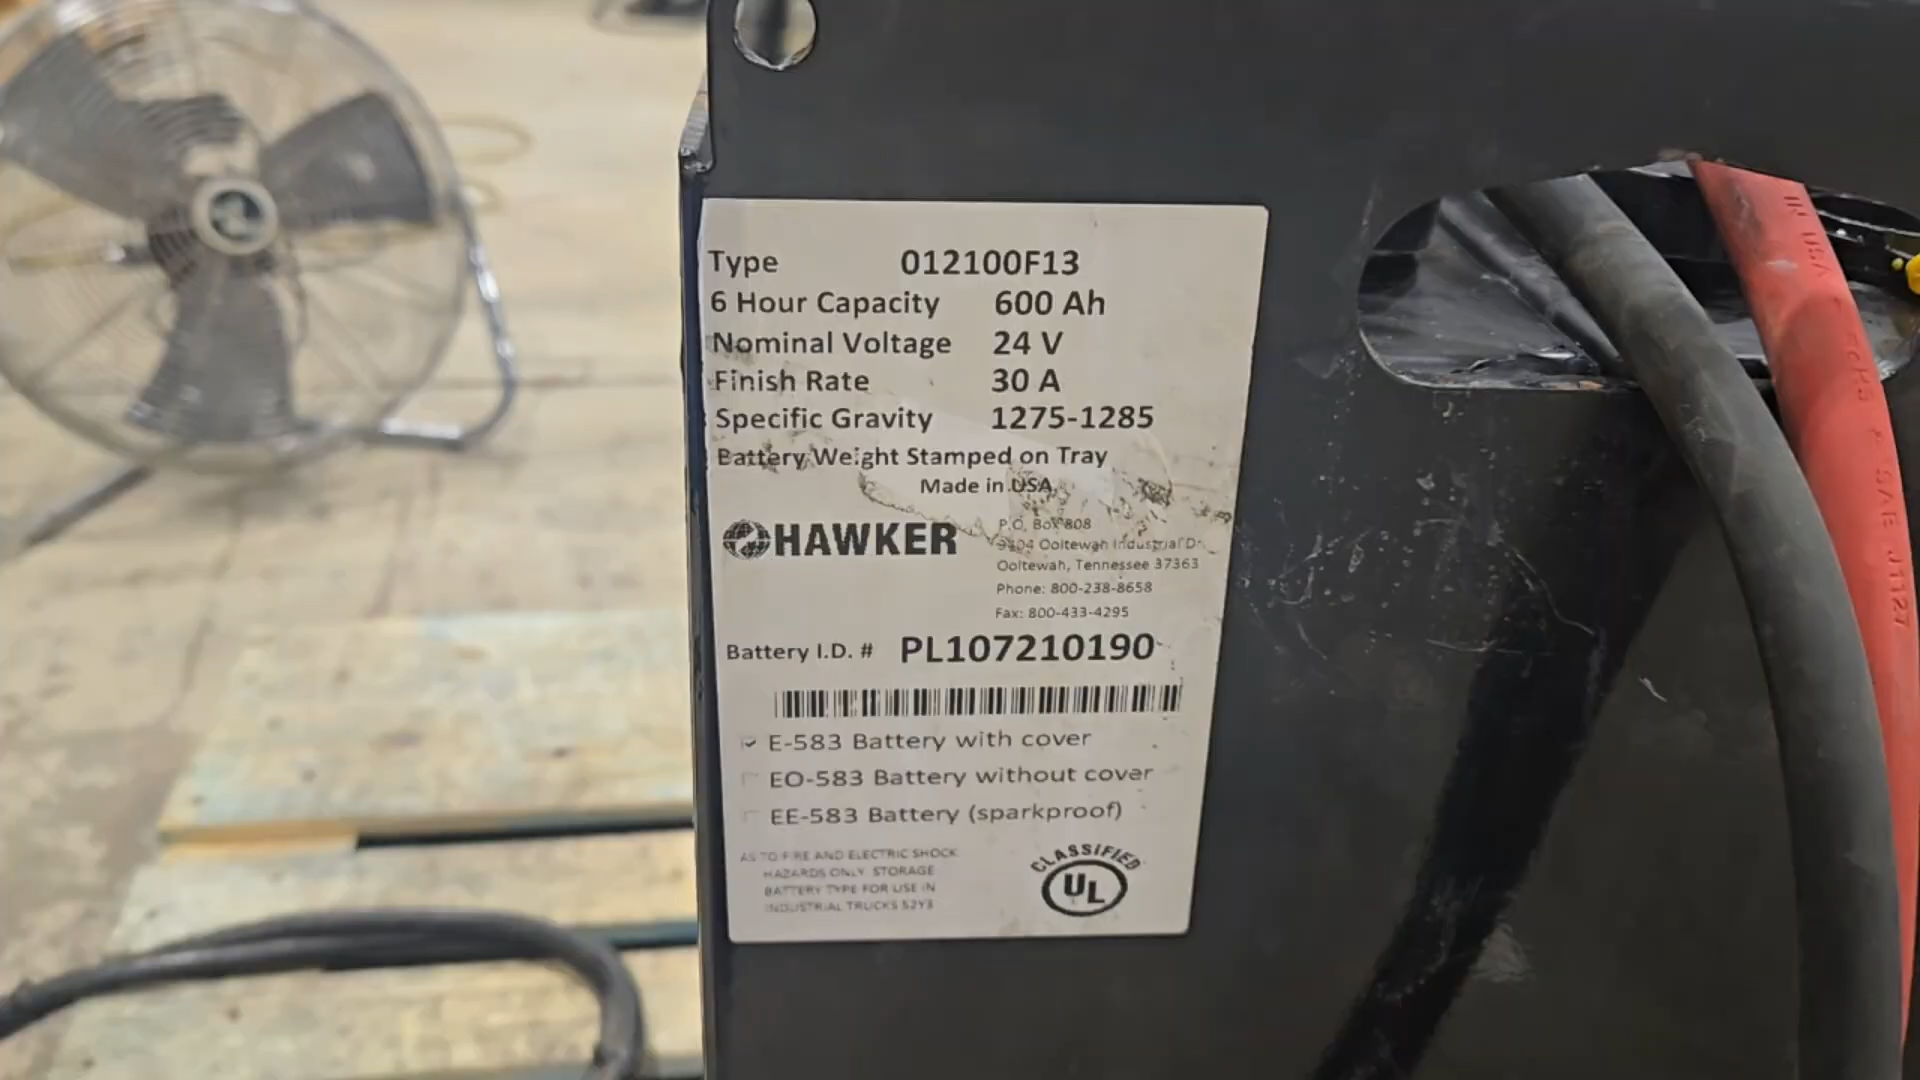 Type 012100F13
6 Hour Capacity 600 Ah
Nominal Voltage 24 V
Finish Rate 30 A
Specific Gravity 1275-1285
Battery Weight Stamped on Tray
Made in USA
HAWKER
P.O. Box 808
9404 Ooltewah Industrial Dr.
Ooltewah, Tennessee 37363
Phone: 800-238-8658
Fax: 800-433-4295
Battery I.D. # PL107210190
E-583 Battery with cover
EO-583 Battery without cover
EE-583 Battery (sparkproof)
AS TO FIRE AND ELECTRIC SHOCK
HAZARDS ONLY. STORAGE
BATTERY TYPE FOR USE IN
INDUSTRIAL TRUCKS 52Y3
CLASSIFIED
UL
IN USA
SAE J1127